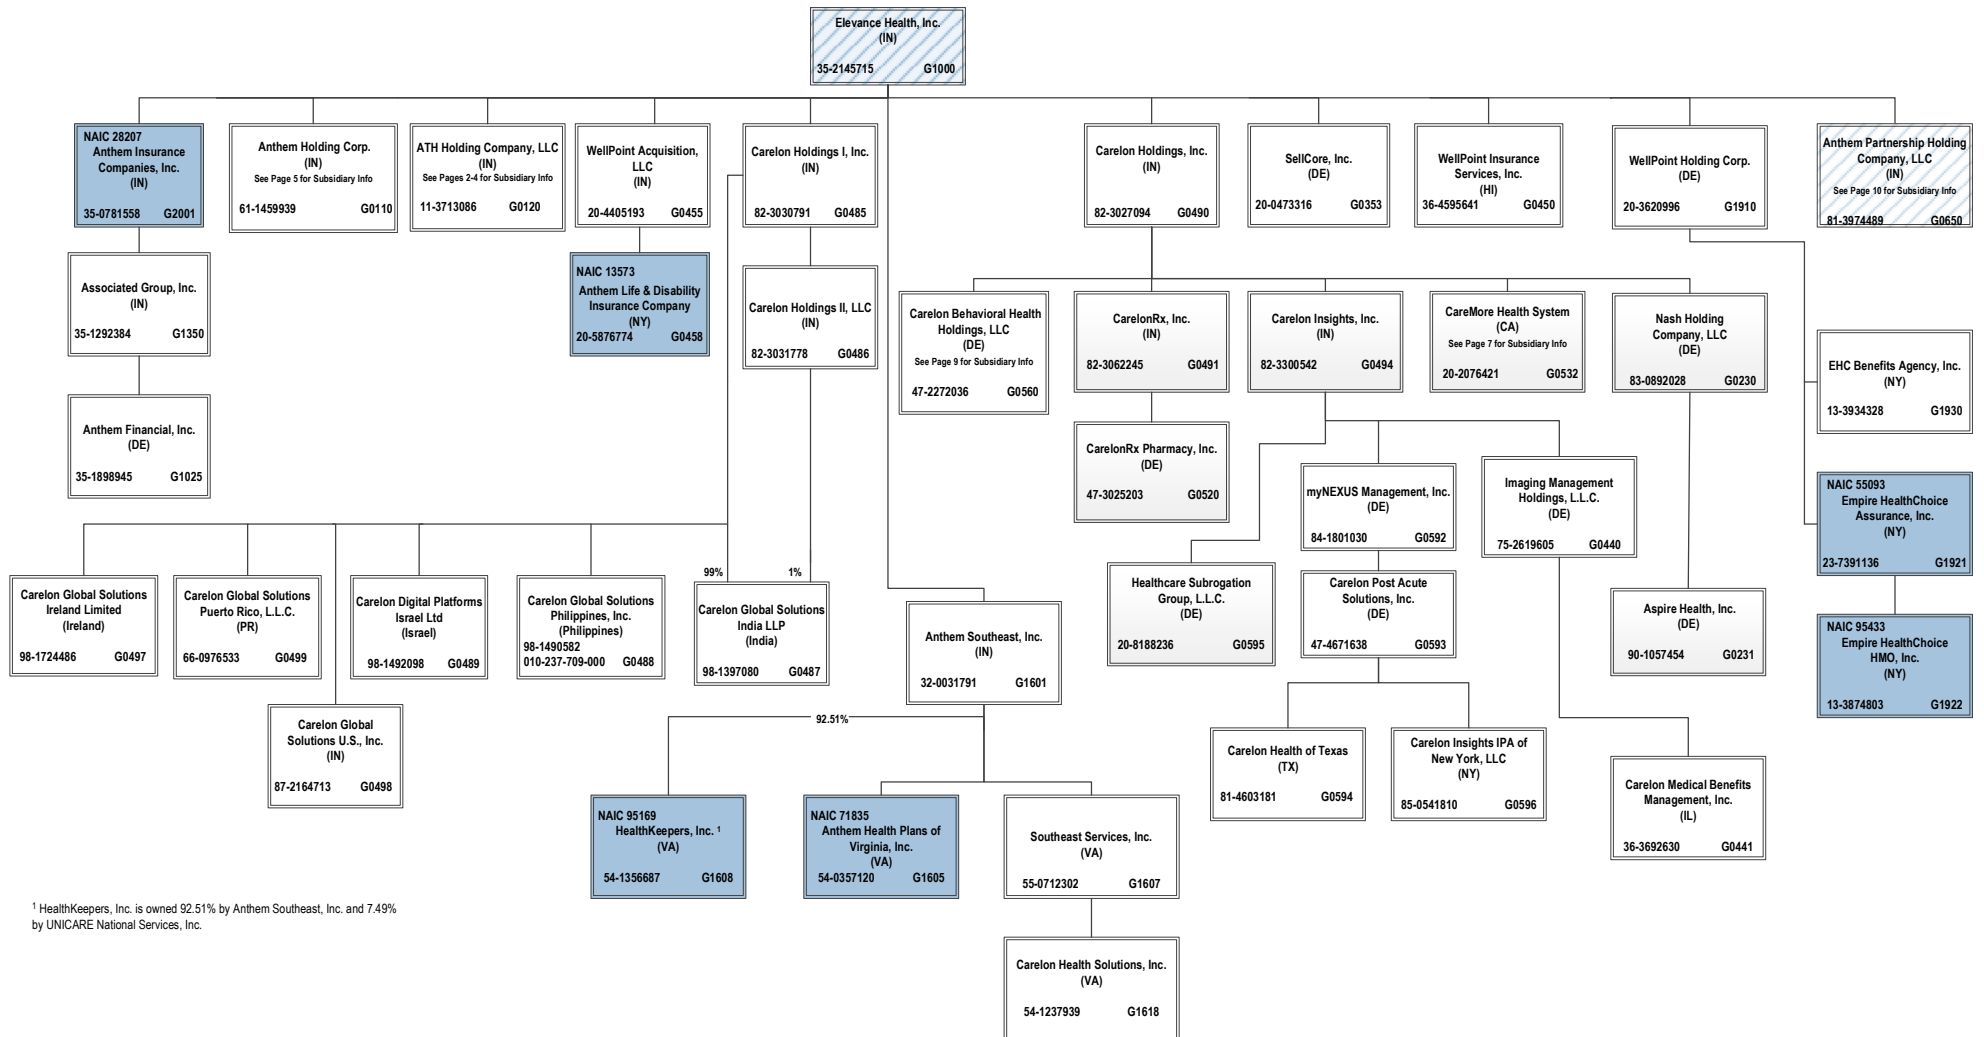 Elevance Health, Inc.
(IN)
35-2145715 G1000
NAIC 28207
Anthem Insurance
Companies, Inc.
(IN)
35-0781558 G2001
Anthem Holding Corp.
(IN)
See Page 5 for Subsidiary Info
61-1459939 G0110
ATH Holding Company, LLC
(IN)
See Pages 2-4 for Subsidiary Info
11-3713086 G0120
WellPoint Acquisition,
LLC
(IN)
20-4405193 G0455
Carelon Holdings I, Inc.
(IN)
82-3030791 G0485
Carelon Holdings, Inc.
(IN)
82-3027094 G0490
SellCore, Inc.
(DE)
20-0473316 G0353
WellPoint Insurance
Services, Inc.
(HI)
36-4595641 G0450
WellPoint Holding Corp.
(DE)
20-3620996 G1910
Anthem Partnership Holding
Company, LLC
(IN)
See Page 10 for Subsidiary Info
81-3974489 G0650
Associated Group, Inc.
(IN)
35-1292384 G1350
NAIC 13573
Anthem Life & Disability
Insurance Company
(NY)
20-5876774 G0458
Carelon Holdings II, LLC
(IN)
82-3031778 G0486
Carelon Behavioral Health
Holdings, LLC
(DE)
See Page 9 for Subsidiary Info
47-2272036 G0560
CarelonRx, Inc.
(IN)
82-3062245 G0491
Carelon Insights, Inc.
(IN)
82-3300542 G0494
CareMore Health System
(CA)
See Page 7 for Subsidiary Info
20-2076421 G0532
Nash Holding
Company, LLC
(DE)
83-0892028 G0230
EHC Benefits Agency, Inc.
(NY)
13-3934328 G1930
Anthem Financial, Inc.
(DE)
35-1898945 G1025
CarelonRx Pharmacy, Inc.
(DE)
47-3025203 G0520
myNEXUS Management, Inc.
(DE)
84-1801030 G0592
Imaging Management
Holdings, L.L.C.
(DE)
75-2619605 G0440
NAIC 55093
Empire HealthChoice
Assurance, Inc.
(NY)
23-7391136 G1921
99% 1%
Carelon Global Solutions
Ireland Limited
(Ireland)
98-1724486 G0497
Carelon Global Solutions
Puerto Rico, L.L.C.
(PR)
66-0976533 G0499
Carelon Digital Platforms
Israel Ltd
(Israel)
98-1492098 G0489
Carelon Global Solutions
Philippines, Inc.
(Philippines)
98-1490582
010-237-709-000 G0488
Carelon Global Solutions
India LLP
(India)
98-1397080 G0487
Anthem Southeast, Inc.
(IN)
32-0031791 G1601
Healthcare Subrogation
Group, L.L.C.
(DE)
20-8188236 G0595
Carelon Post Acute
Solutions, Inc.
(DE)
47-4671638 G0593
Aspire Health, Inc.
(DE)
90-1057454 G0231
NAIC 95433
Empire HealthChoice
HMO, Inc.
(NY)
13-3874803 G1922
Carelon Global
Solutions U.S., Inc.
(IN)
87-2164713 G0498
92.51%
Carelon Health of Texas
(TX)
81-4603181 G0594
Carelon Insights IPA of
New York, LLC
(NY)
85-0541810 G0596
Carelon Medical Benefits
Management, Inc.
(IL)
36-3692630 G0441
NAIC 95169
HealthKeepers, Inc. 1
(VA)
54-1356687 G1608
NAIC 71835
Anthem Health Plans of
Virginia, Inc.
(VA)
54-0357120 G1605
Southeast Services, Inc.
(VA)
55-0712302 G1607
1 HealthKeepers, Inc. is owned 92.51% by Anthem Southeast, Inc. and 7.49%
by UNICARE National Services, Inc.
Carelon Health Solutions, Inc.
(VA)
54-1237939 G1618